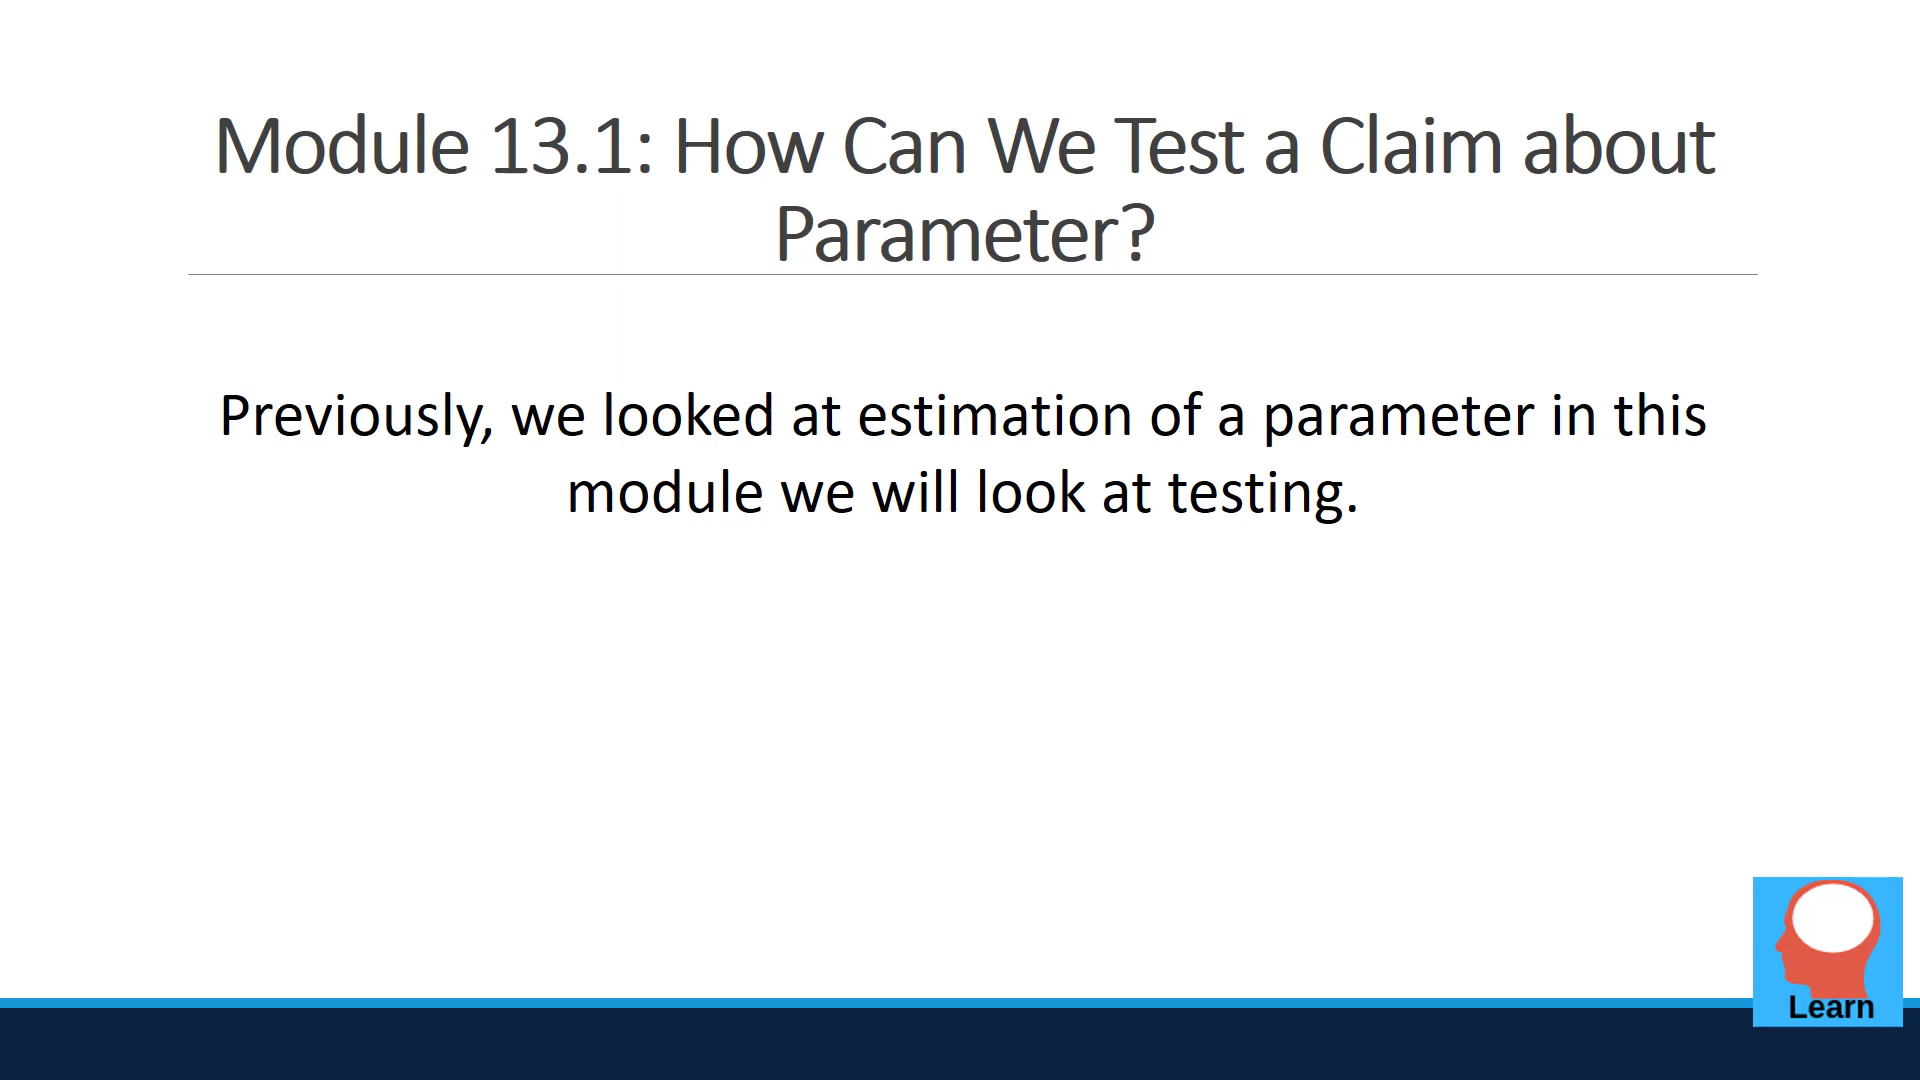 Module 13.1: How Can We Test a Claim about
Parameter?
Previously, we looked at estimation of a parameter in this
module we will look at testing.
Learn